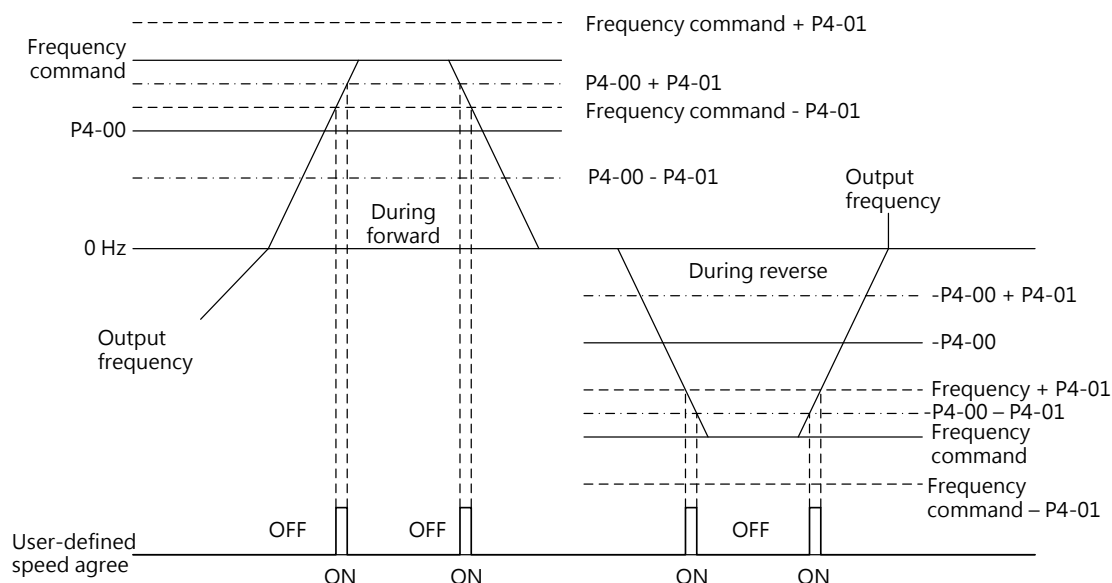 Frequency command + P4-01
Frequency
command
P4-00 + P4-01
Frequency command - P4-01
P4-00
P4-00 - P4-01
Output
frequency
During
forward
0 Hz
During reverse
-P4-00 + P4-01
Output
frequency
-P4-00
Frequency + P4-01
-P4-00 – P4-01
Frequency
command
Frequency
command – P4-01
OFF
OFF
OFF
User-defined
speed agree
ON
ON
ON
ON